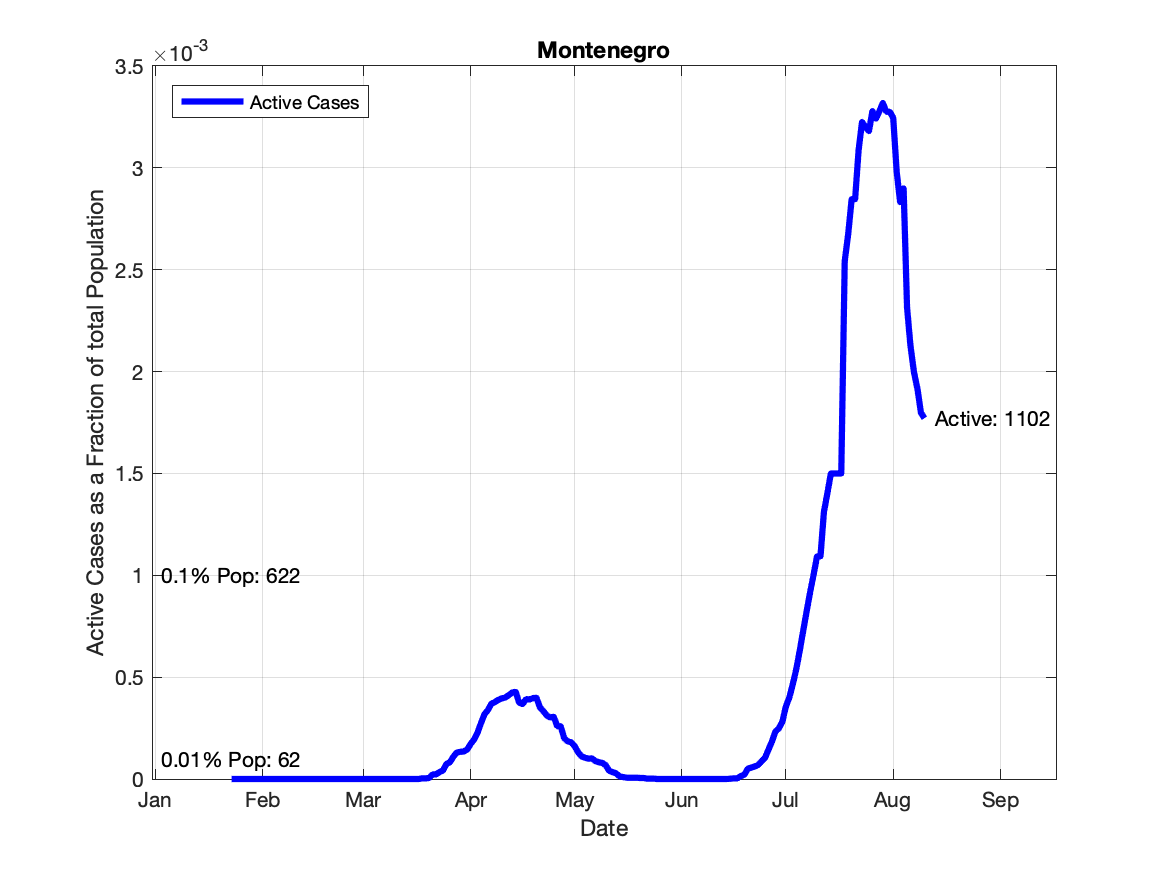 Montenegro
×10-3
Active Cases
3.5
3
2.5
2
1.5
1
0.5
0
Active Cases as a Fraction of total Population
Active: 1102
0.1% Pop: 622
0.01% Pop: 62
Jan Feb Mar Apr May Jun Jul Aug Sep
Date